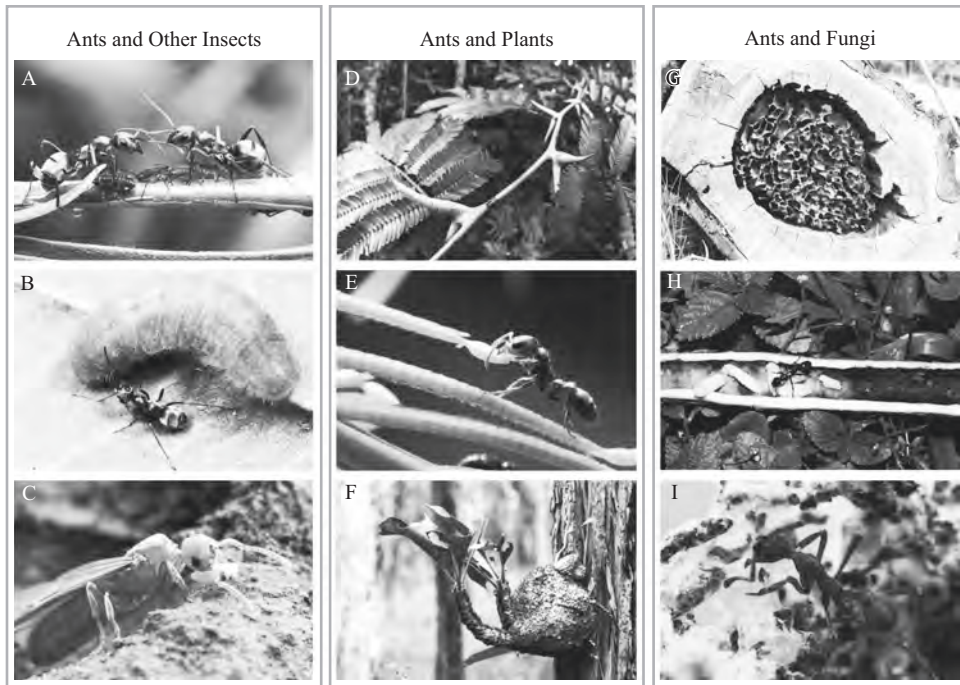 Ants and Other Insects
A
B
C
Ants and Plants
D
E
F
Ants and Fungi
G
H
I